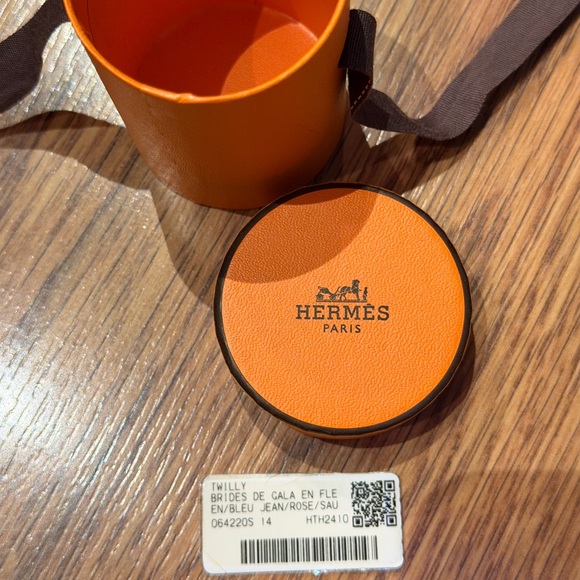 HERMÈS
PARIS
TWILLY
BRIDES DE GALA EN FLE
EN/BLEU JEAN/ROSE/SAU
064220S 14 HTH2410